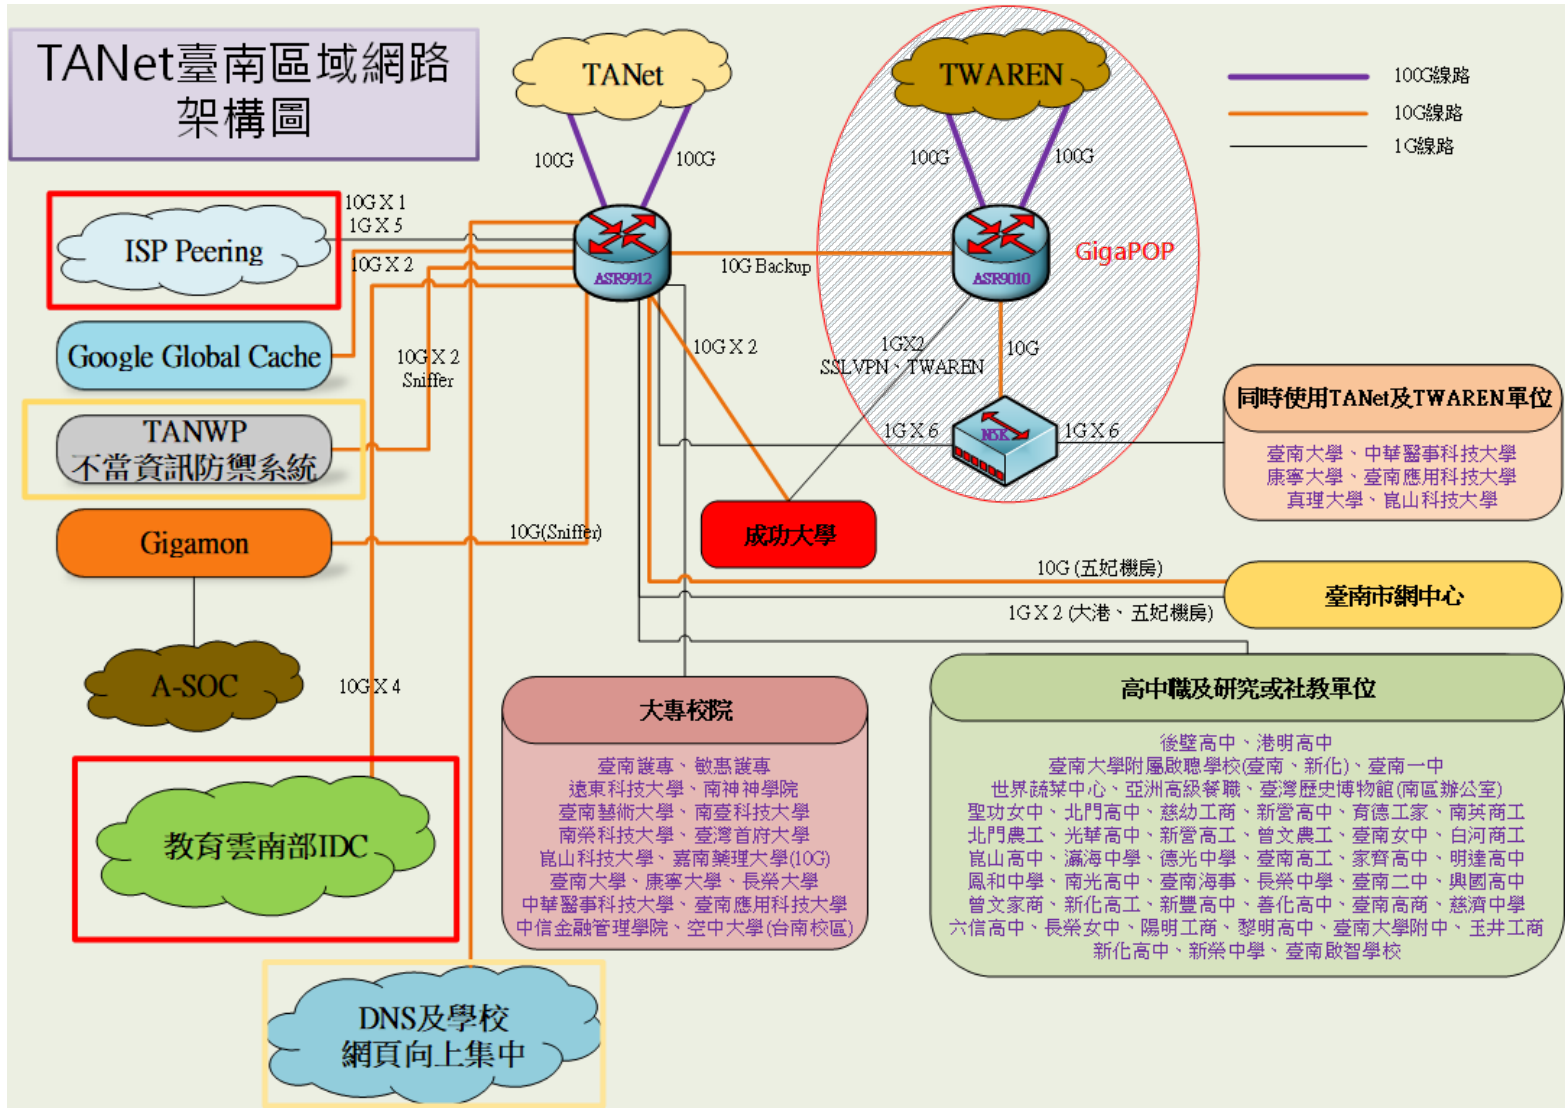 TANet臺南區域網路
架構圖
TANet
TWAREN
100G線路
10G線路
1G線路
100G
100G
100G
100G
10G X 1
1G X 5
ISP Peering
10G X 2
ASR9912
10G Backup
ASR9010
GigaPOP
Google Global Cache
10G X 2
Sniffer
10G X 2
1GX2
SSLVPN、TWAREN
10G
TANWP
不當資訊防禦系統
1G X 6
N5K
1G X 6
同時使用TANet及TWAREN單位
臺南大學、中華醫事科技大學
康寧大學、臺南應用科技大學
真理大學、崑山科技大學
Gigamon
10G(Sniffer)
成功大學
10G (五妃機房)
臺南市網中心
1G X 2 (大港、五妃機房)
A-SOC
10G X 4
大專校院
臺南護專、敏惠護專
遠東科技大學、南神神學院
臺南藝術大學、南臺科技大學
南榮科技大學、臺灣首府大學
崑山科技大學、嘉南藥理大學(10G)
臺南大學、康寧大學、長榮大學
中華醫事科技大學、臺南應用科技大學
中信金融管理學院、空中大學(台南校區)
高中職及研究或社教單位
後壁高中、港明高中
臺南大學附屬啟聰學校(臺南、新化)、臺南一中
世界蔬菜中心、亞洲高級餐職、臺灣歷史博物館(南區辦公室)
聖功女中、北門高中、慈幼工商、新營高中、育德工家、南英商工
北門農工、光華高中、新營高工、曾文農工、臺南女中、白河商工
崑山高中、瀛海中學、德光中學、臺南高工、家齊高中、明達高中
鳳和中學、南光高中、臺南海事、長榮中學、臺南二中、興國高中
曾文家商、新化高工、新豐高中、善化高中、臺南高商、慈濟中學
六信高中、長榮女中、陽明工商、黎明高中、臺南大學附中、玉井工商
新化高中、新榮中學、臺南啟智學校
教育雲南部IDC
DNS及學校
網頁向上集中